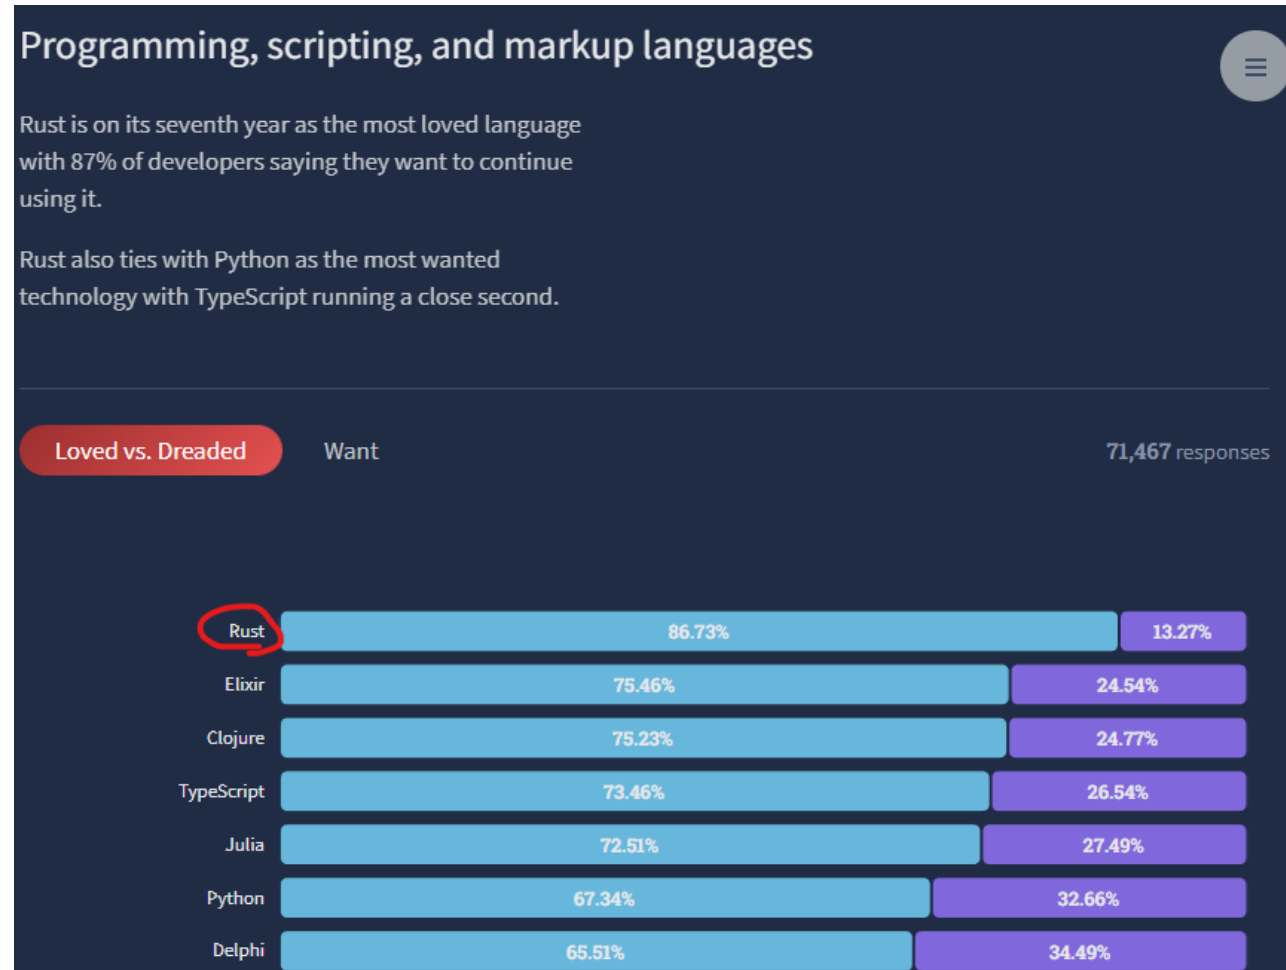 Programming, scripting, and markup languages
Rust is on its seventh year as the most loved language
with 87% of developers saying they want to continue
using it.
Rust also ties with Python as the most wanted
technology with TypeScript running a close second.
Loved vs. Dreaded Want 71,467 responses
Rust 86.73% 13.27%
Elixir 75.46% 24.54%
Clojure 75.23% 24.77%
TypeScript 73.46% 26.54%
Julia 72.51% 27.49%
Python 67.34% 32.66%
Delphi 65.51% 34.49%